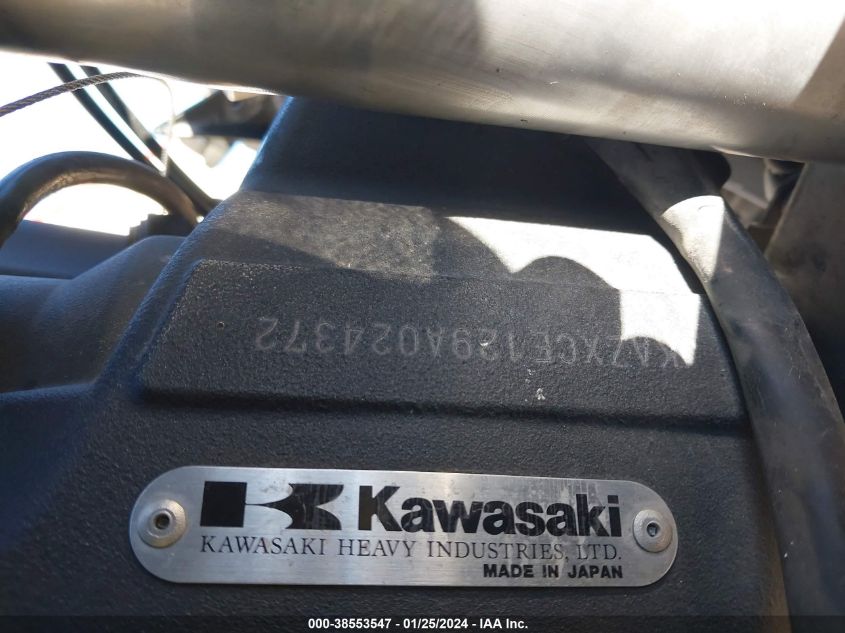 KAZXCE129A024372
Kawasaki
KAWASAKI HEAVY INDUSTRIES, LTD.
MADE IN JAPAN
000-38553547 - 01/25/2024 - IAA Inc.